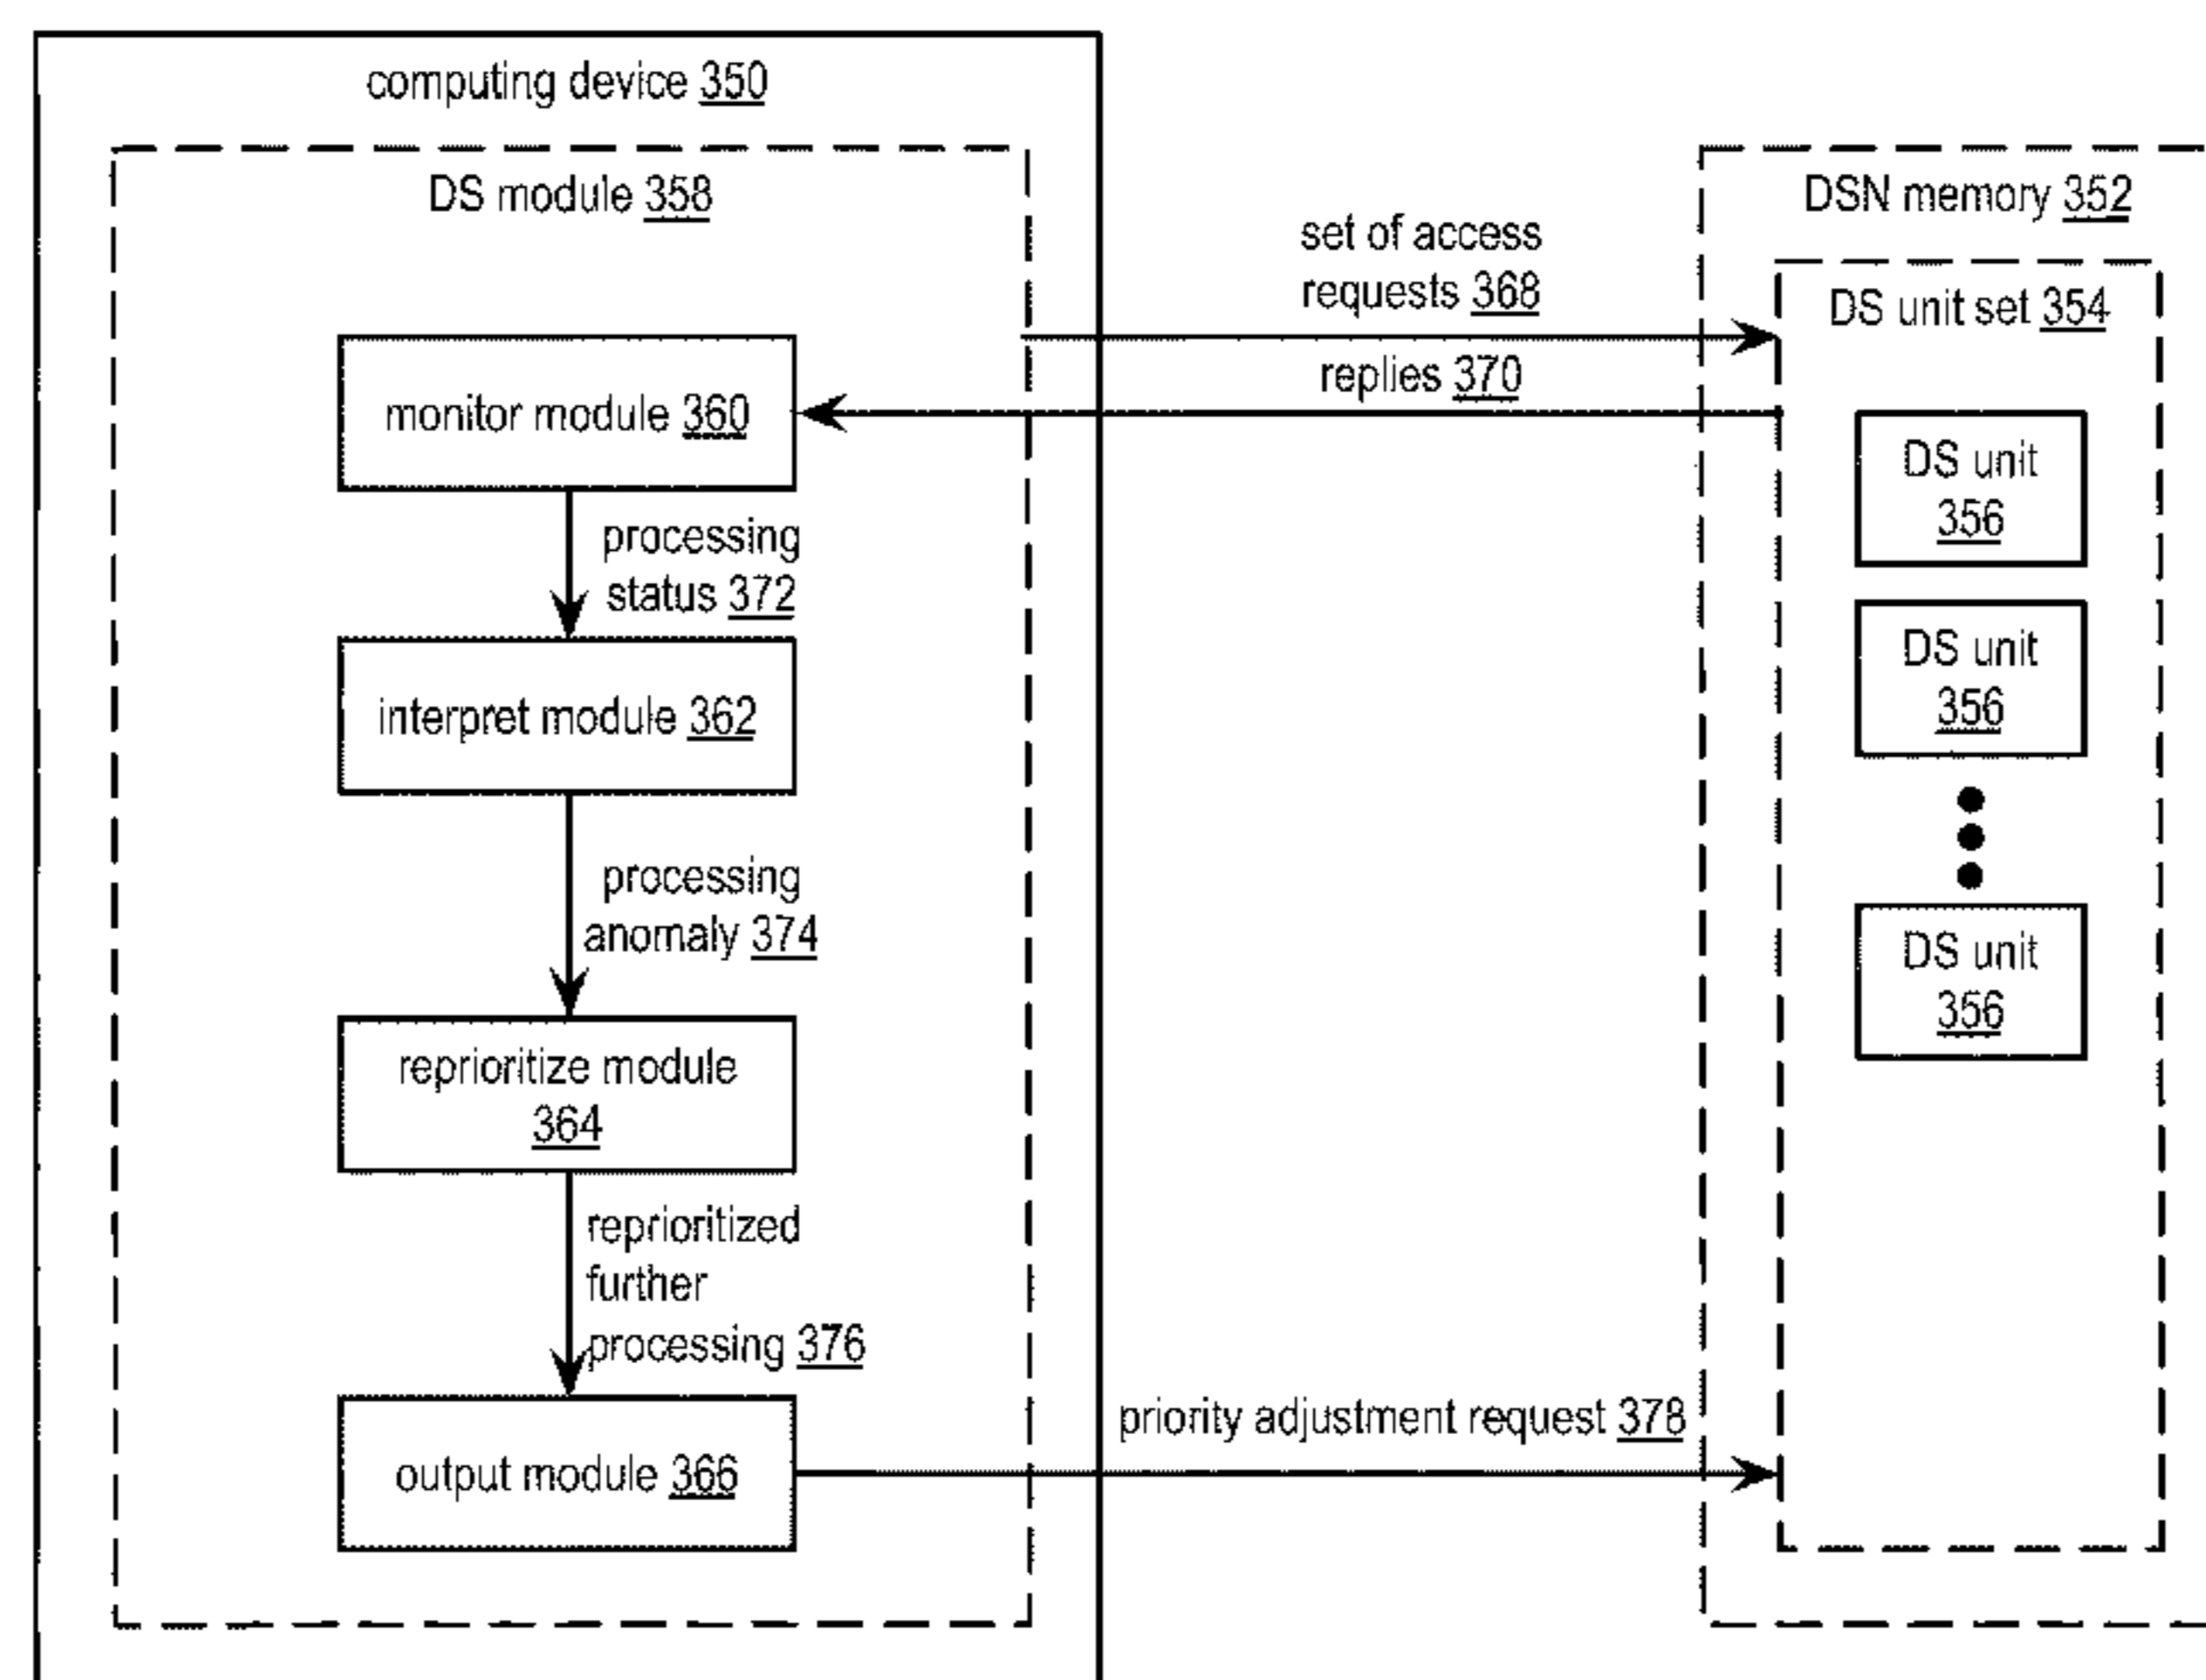 computing device 350
DS module 358
monitor module 360
processing
status 372
interpret module 362
processing
anomaly 374
reprioritize module
364
reprioritized
further
processing 376
output module 366
set of access
requests 368
replies 370
priority adjustment request 378
DSN memory 352
DS unit set 354
DS unit
356
DS unit
356
DS unit
356